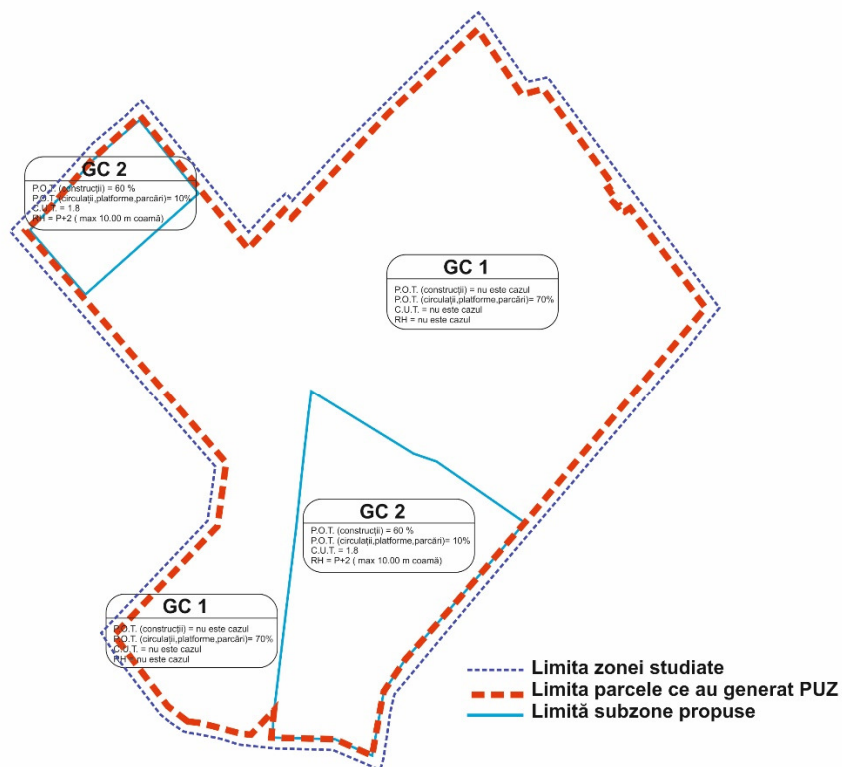 GC 2
P.O.T. (construcții) = 60 %
P.O.T. (circulații,platforme,parcări)= 10%
C.U.T. = 1.8
RH = P+2 ( max 10.00 m coamă)
GC 1
P.O.T. (construcții) = nu este cazul
P.O.T. (circulații,platforme,parcări)= 70%
C.U.T. = nu este cazul
RH = nu este cazul
GC 2
P.O.T. (construcții) = 60 %
P.O.T. (circulații,platforme,parcări)= 10%
C.U.T. = 1.8
RH = P+2 ( max 10.00 m coamă)
GC 1
P.O.T. (construcții) = nu este cazul
P.O.T. (circulații,platforme,parcări)= 70%
C.U.T. = nu este cazul
RH = nu este cazul
Limita zonei studiate
Limita parcele ce au generat PUZ
Limită subzone propuse